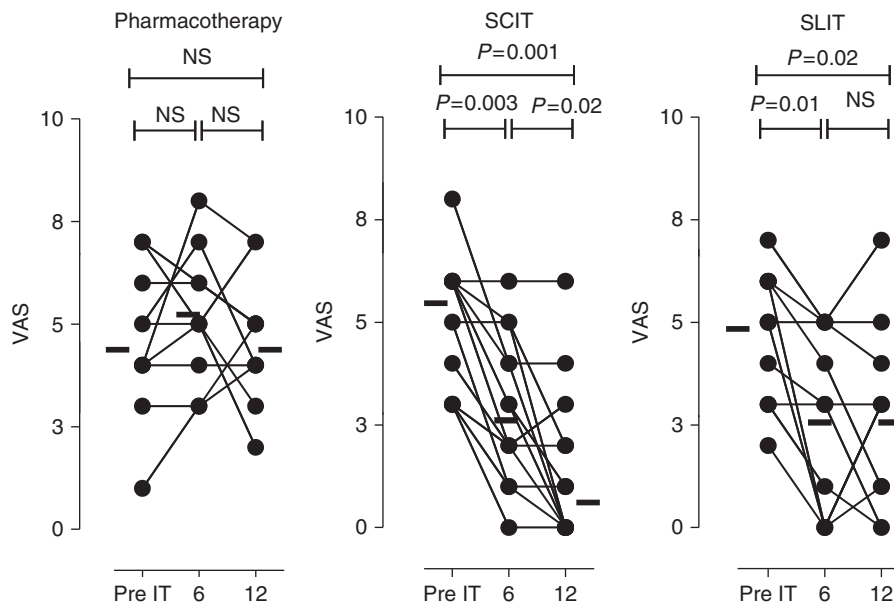 Pharmacotherapy
NS
NS NS
10
8
5
3
0
VAS
Pre IT 6 12
SCIT
P=0.001
P=0.003 P=0.02
10
8
5
3
0
VAS
Pre IT 6 12
SLIT
P=0.02
P=0.01 NS
10
8
5
3
0
VAS
Pre IT 6 12